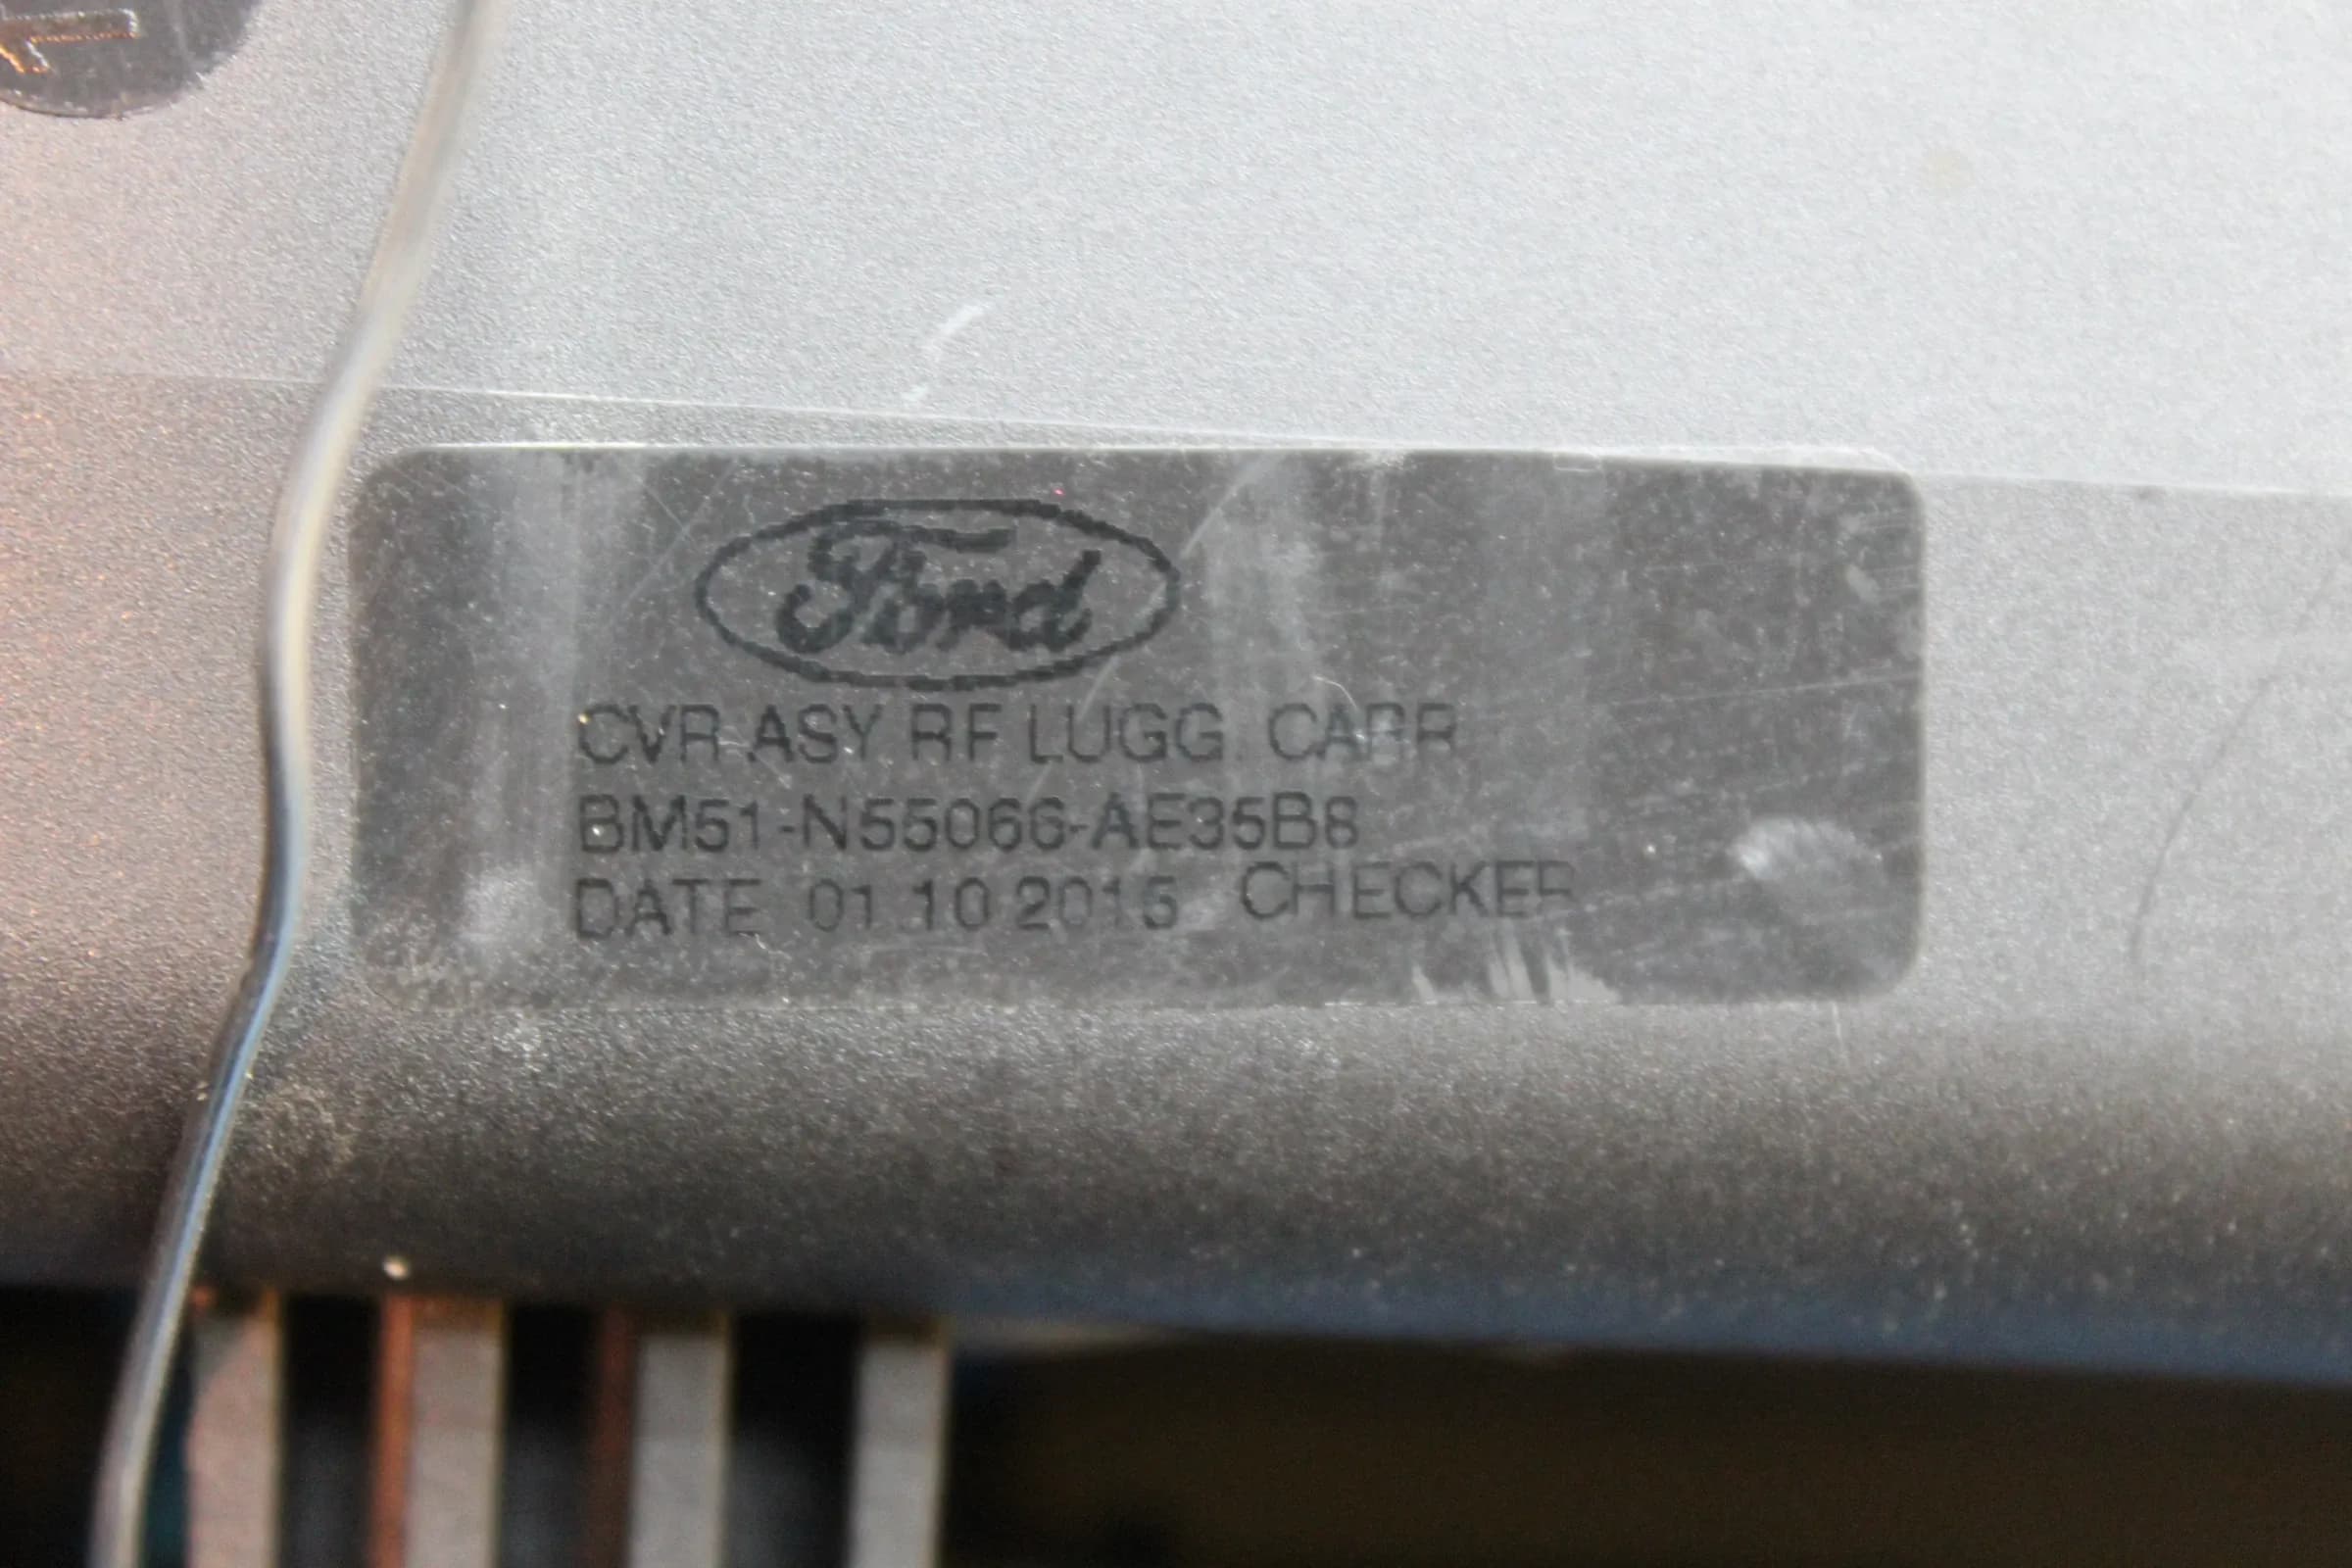 Ford
CVR ASY RF LUGG. CARR
BM51-N55066-AE35B8
DATE 01.10.2015 CHECKER